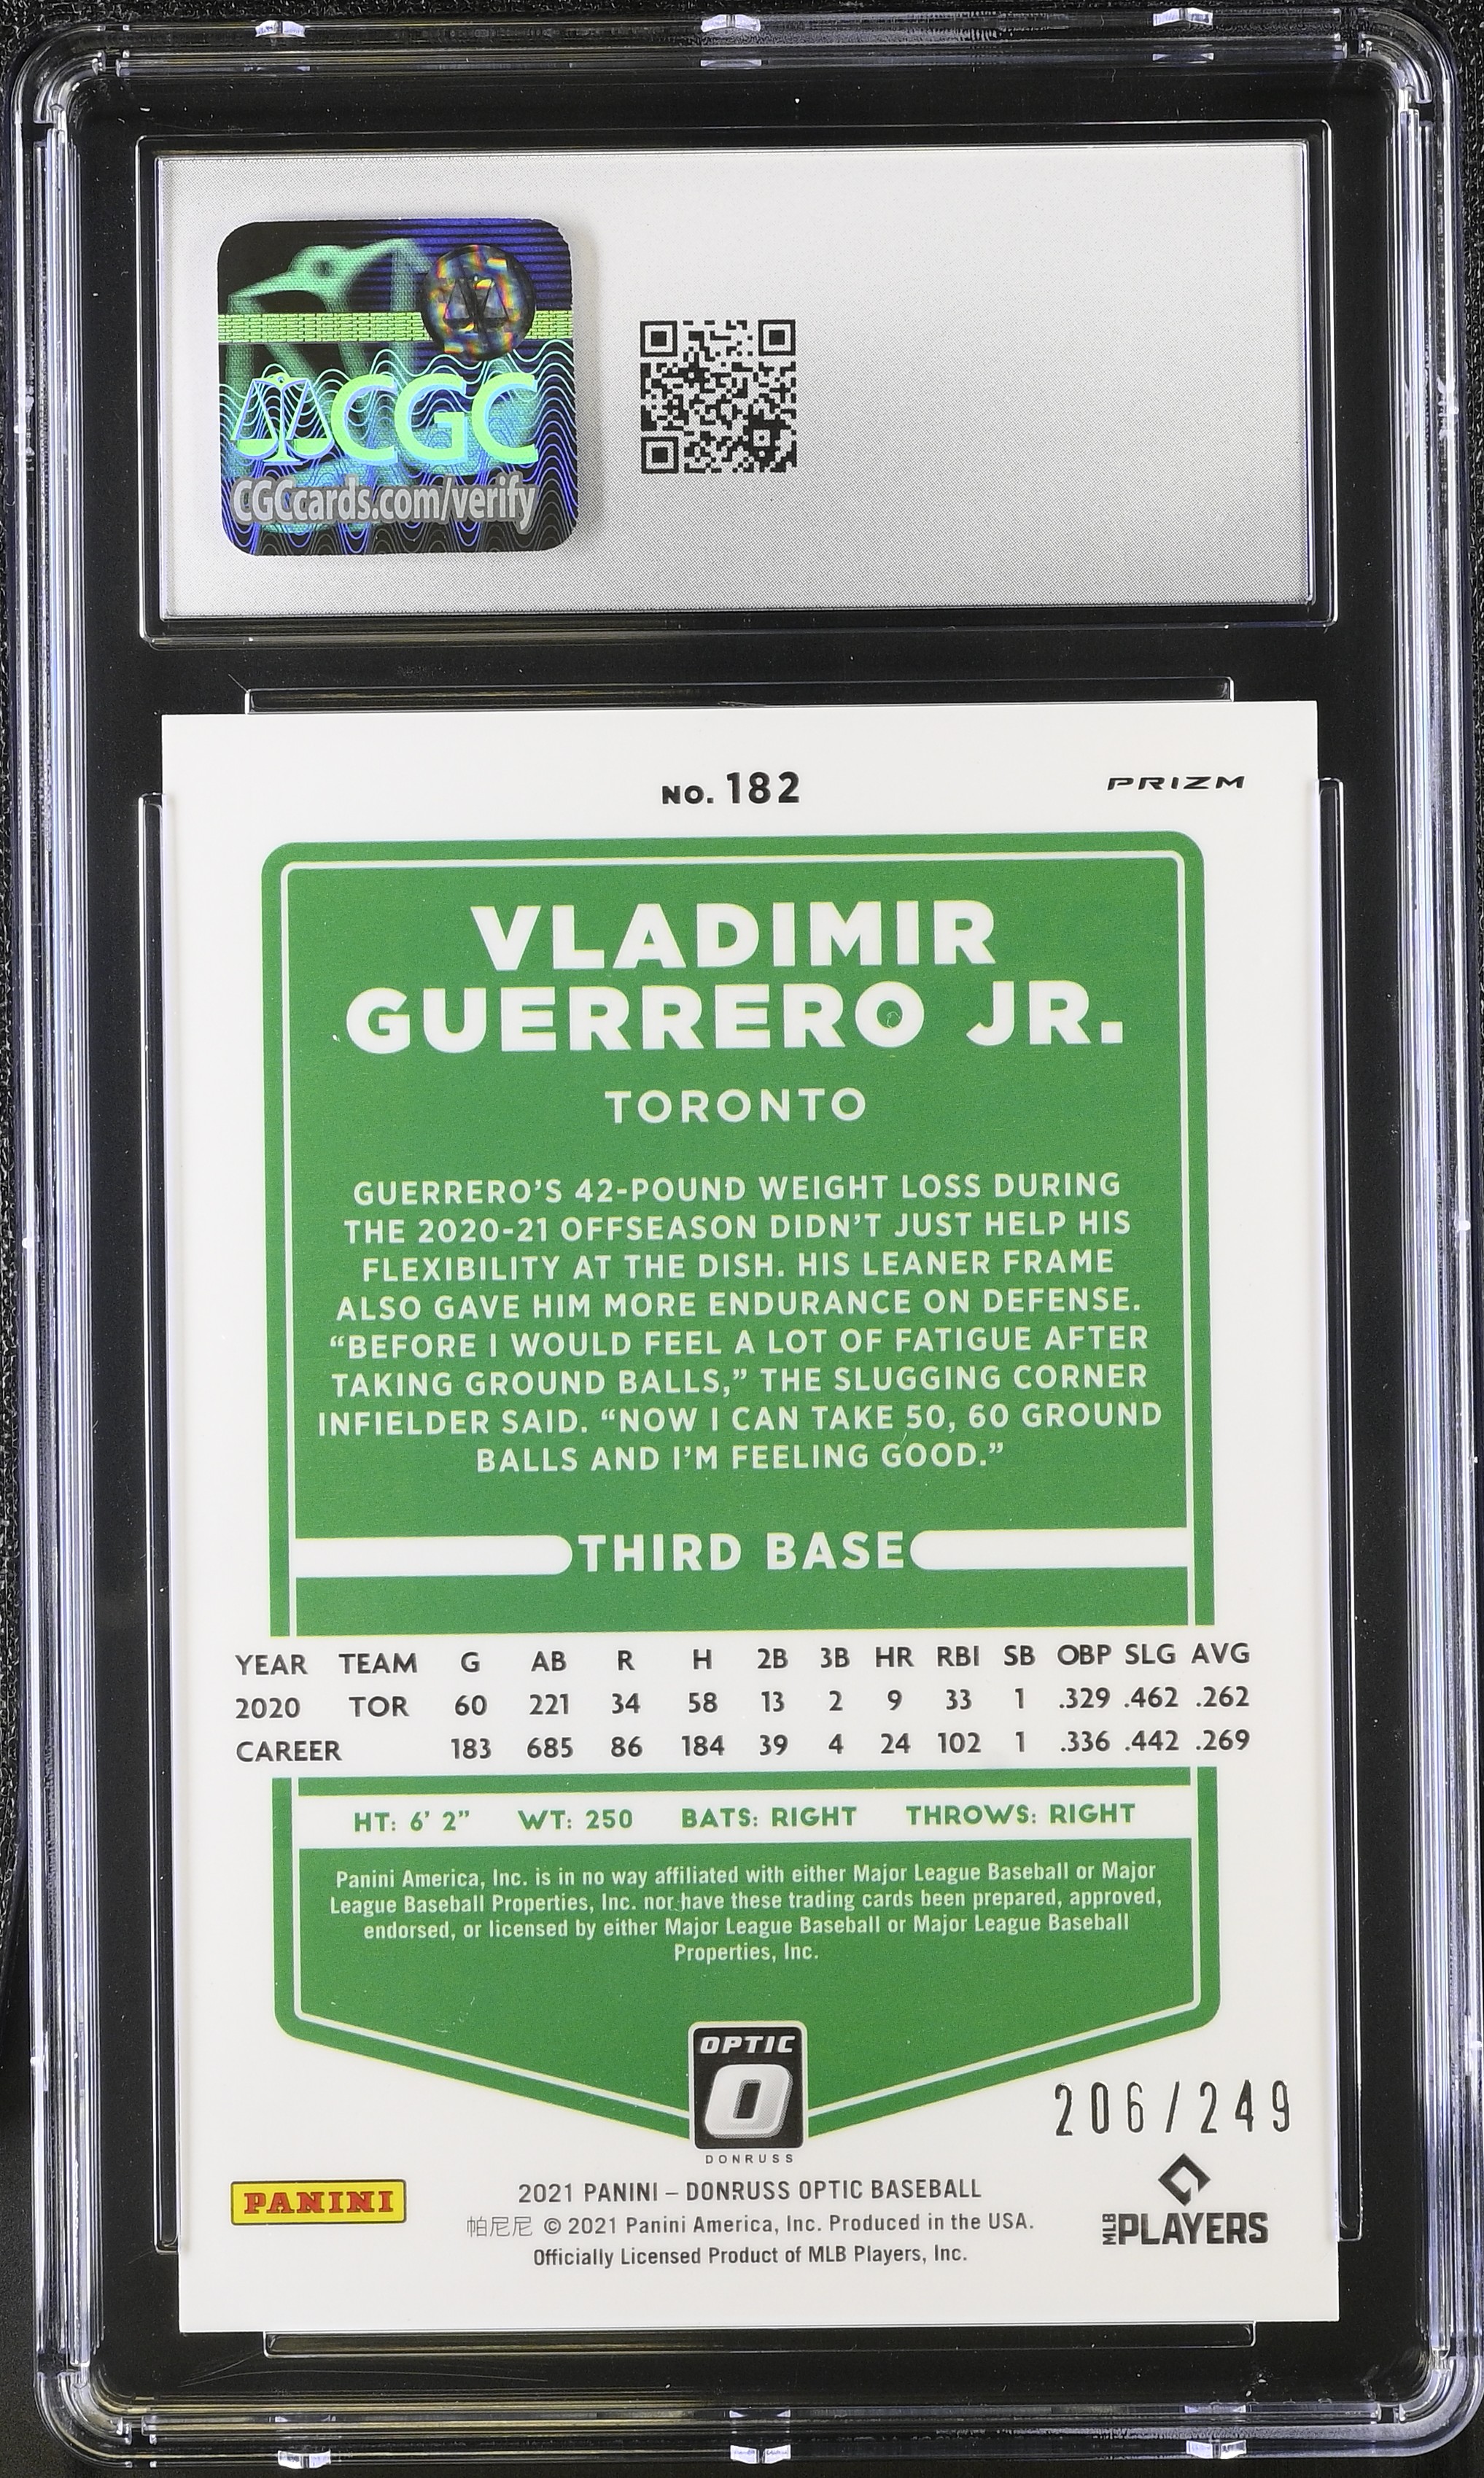 CGC
CGCcards.com/verify
NO. 182
PRIZM
VLADIMIR
GUERRERO JR.
TORONTO
GUERRERO'S 42-POUND WEIGHT LOSS DURING
THE 2020-21 OFFSEASON DIDN'T JUST HELP HIS
FLEXIBILITY AT THE DISH. HIS LEANER FRAME
ALSO GAVE HIM MORE ENDURANCE ON DEFENSE.
“BEFORE I WOULD FEEL A LOT OF FATIGUE AFTER
TAKING GROUND BALLS,” THE SLUGGING CORNER
INFIELDER SAID. “NOW I CAN TAKE 50, 60 GROUND
BALLS AND I'M FEELING GOOD.”
THIRD BASE
YEAR TEAM G AB R H 2B 3B HR RBI SB OBP SLG AVG
2020 TOR 60 221 34 58 13 2 9 33 1 .329 .462 .262
CAREER 183 685 86 184 39 4 24 102 1 .336 .442 .269
HT: 6' 2” WT: 250 BATS: RIGHT THROWS: RIGHT
Panini America, Inc. is in no way affiliated with either Major League Baseball or Major
League Baseball Properties, Inc. nor have these trading cards been prepared, approved,
endorsed, or licensed by either Major League Baseball or Major League Baseball
Properties, Inc.
OPTIC
O
DONRUSS
206/249
PANINI
2021 PANINI – DONRUSS OPTIC BASEBALL
帕尼尼 © 2021 Panini America, Inc. Produced in the USA.
Officially Licensed Product of MLB Players, Inc.
MLB PLAYERS